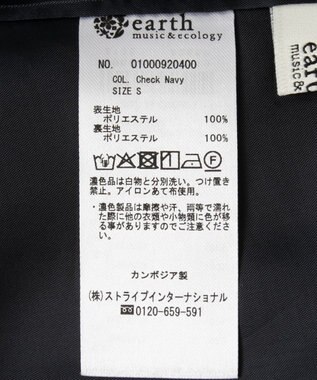 earth
music & ecology
NO. 01000920400
COL. Check Navy
SIZE S
表生地
ポリエステル 100%
裏生地
ポリエステル 100%
濃色品は白物と分別洗い。つけ置き
禁止。アイロンあて布使用。
・濃色製品は摩擦や汗、雨等で濡れ
た際に他の衣類や小物類に色が移
る事がありますのでご注意くださ
い。
カンボジア製
(株)ストライプインターナショナル
0120-659-591
ear
music &